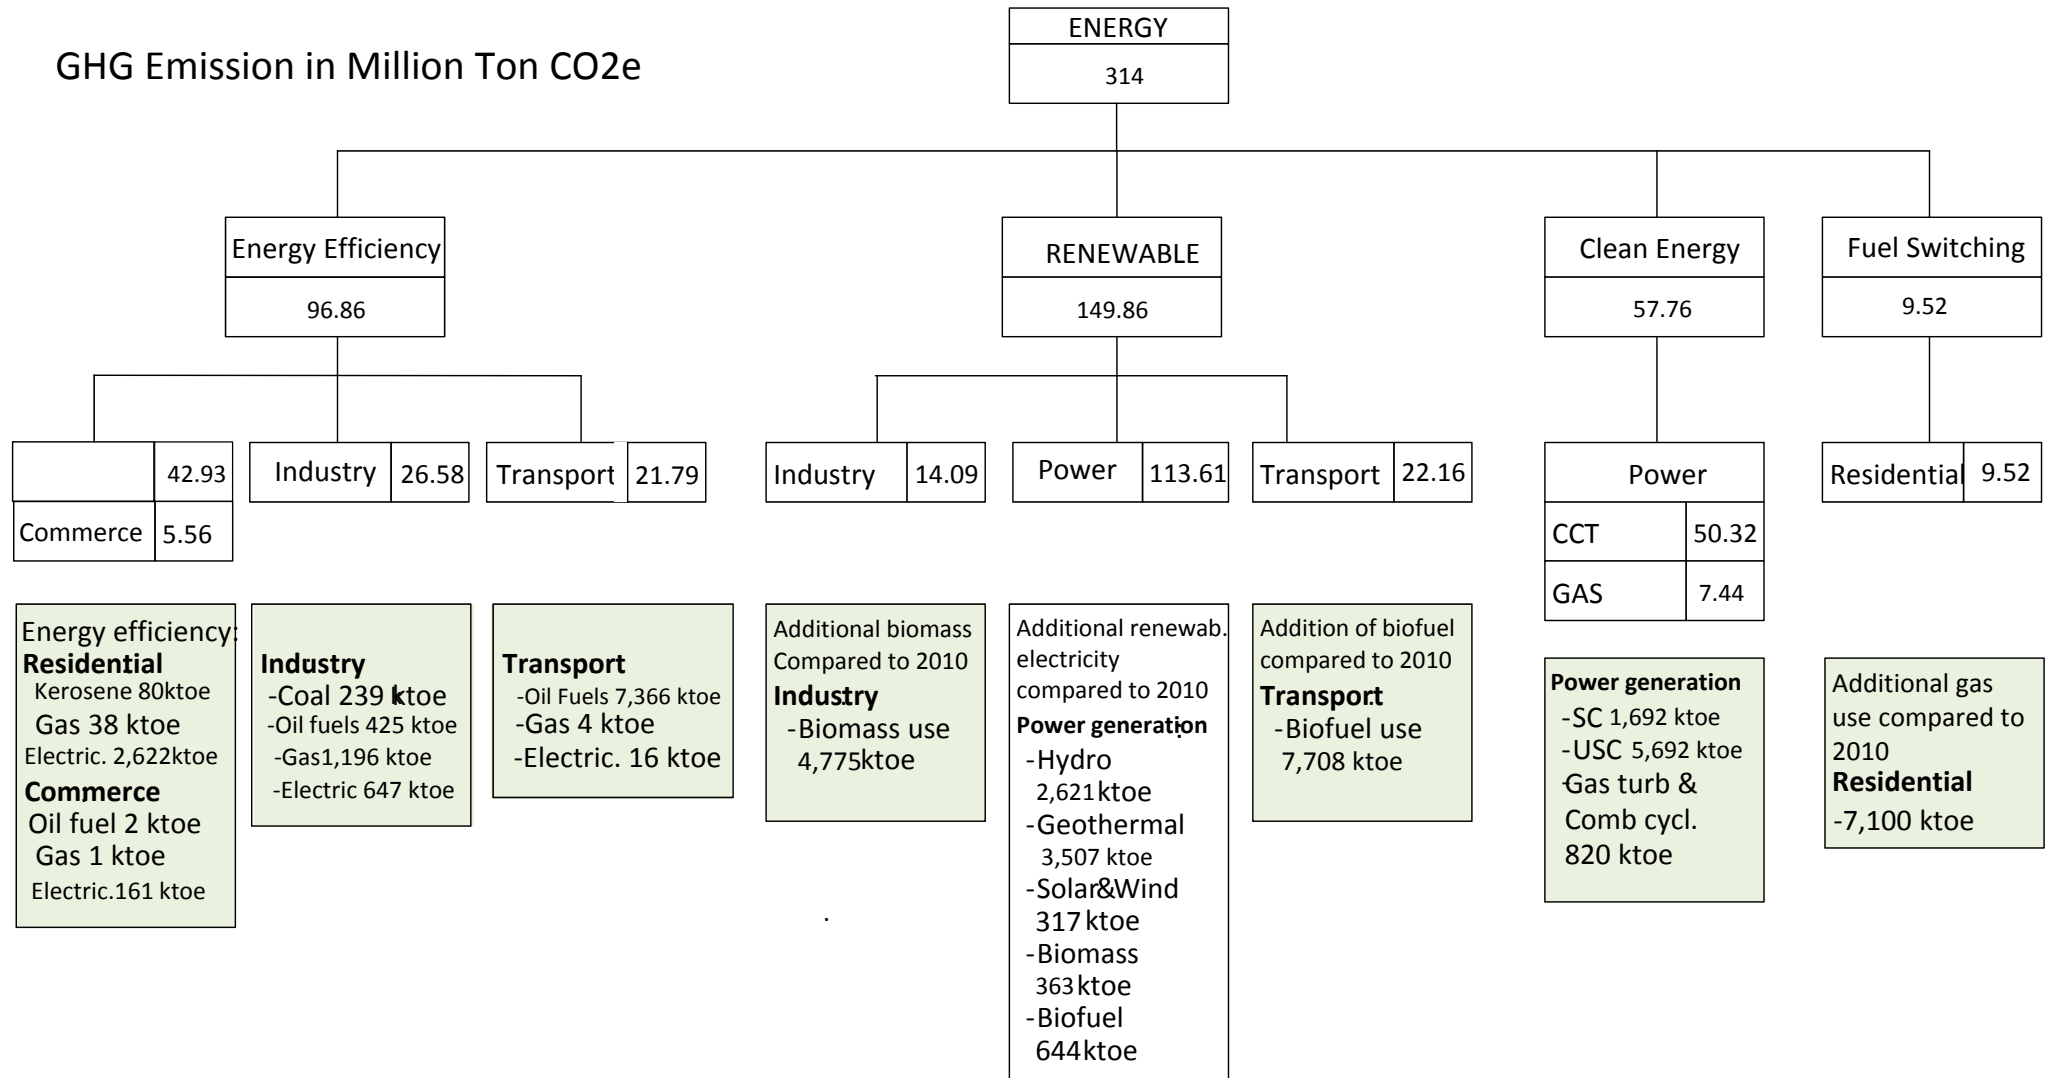 GHG Emission in Million Ton CO2e
ENERGY
314
Energy Efficiency
96.86
RENEWABLE
149.86
Clean Energy
57.76
Fuel Switching
9.52
42.93
Commerce 5.56
Industry 26.58
Transport 21.79
Industry 14.09
Power 113.61
Transport 22.16
Power
CCT 50.32
GAS 7.44
Residential 9.52
Energy efficiency:
Residential
Kerosene 80ktoe
Gas 38 ktoe
Electric. 2,622ktoe
Commerce
Oil fuel 2 ktoe
Gas 1 ktoe
Electric.161 ktoe
Industry
-Coal 239 ktoe
-Oil fuels 425 ktoe
-Gas1,196 ktoe
-Electric 647 ktoe
Transport
-Oil Fuels 7,366 ktoe
-Gas 4 ktoe
-Electric. 16 ktoe
Additional biomass
Compared to 2010
Industry
-Biomass use
4,775ktoe
Additional renewab.
electricity
compared to 2010
Power generation
-Hydro
2,621ktoe
-Geothermal
3,507 ktoe
-Solar&Wind
317 ktoe
-Biomass
363ktoe
-Biofuel
644ktoe
Addition of biofuel
compared to 2010
Transport
-Biofuel use
7,708 ktoe
Power generation
-SC 1,692 ktoe
-USC 5,692 ktoe
-Gas turb &
Comb cycl.
820 ktoe
Additional gas
use compared to
2010
Residential
-7,100 ktoe